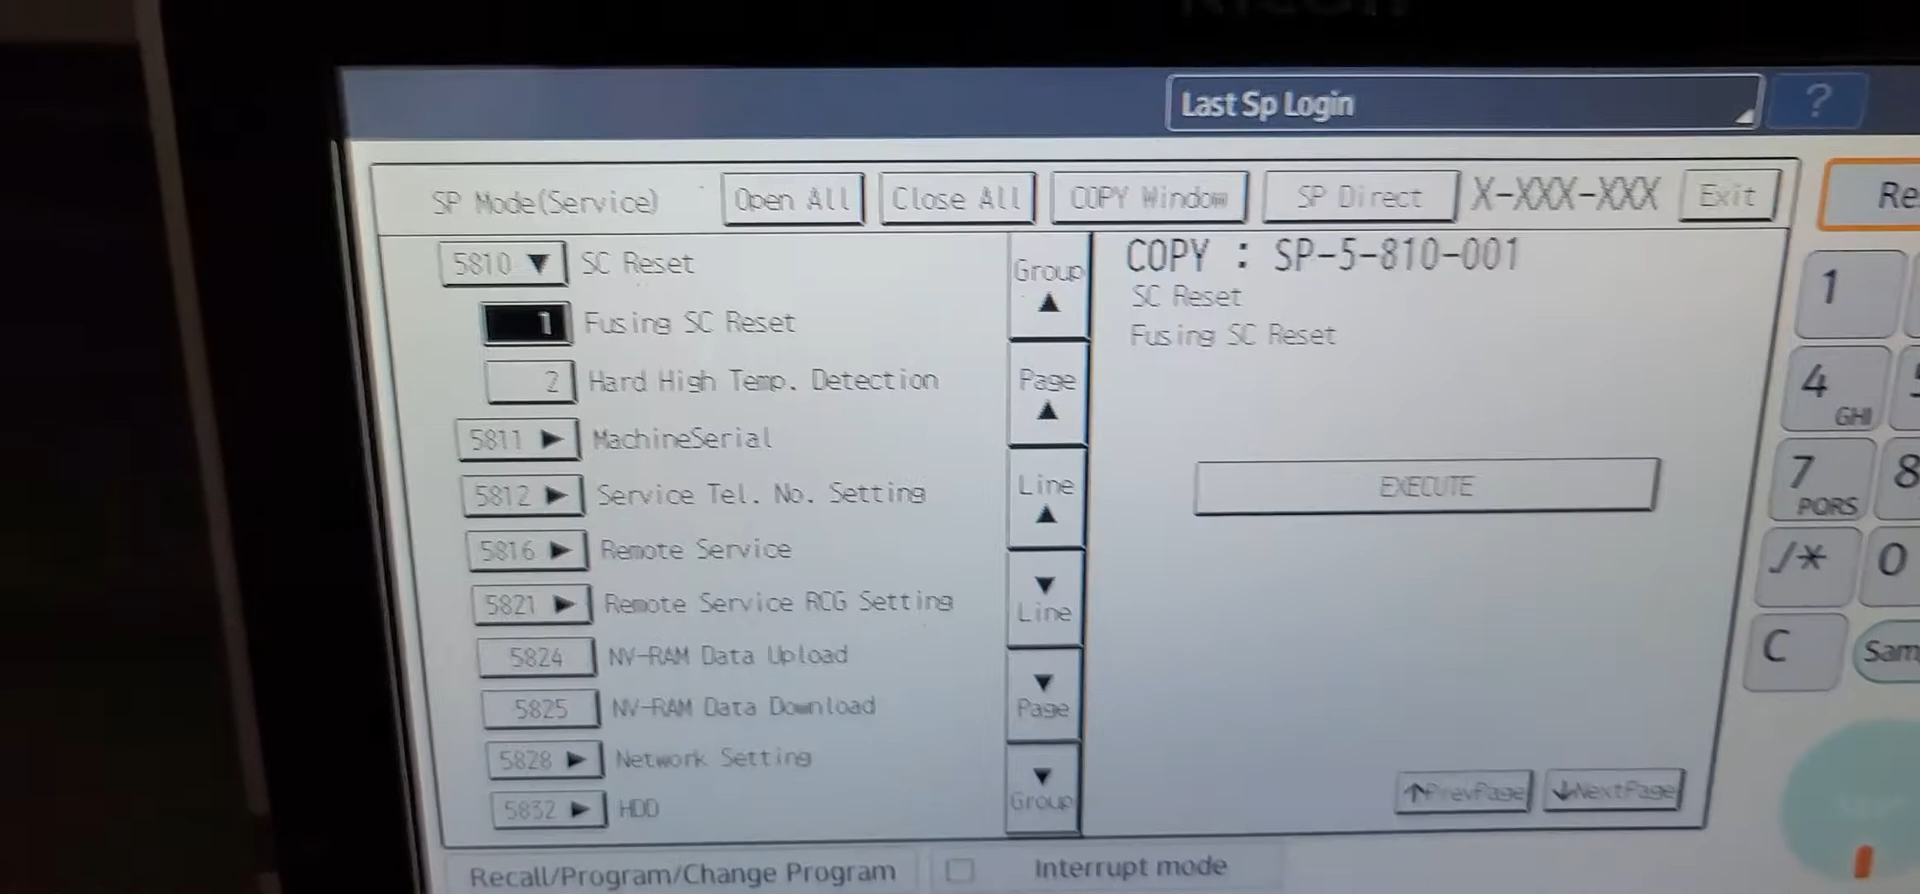 Last Sp Login
?
SP Mode(Service)
Open All
Close All
COPY Window
SP Direct
X-XXX-XXX
Exit
5810 ▼ SC Reset
1 Fusing SC Reset
2 Hard High Temp. Detection
5811 ► MachineSerial
5812 ► Service Tel. No. Setting
5816 ► Remote Service
5821 ► Remote Service RCG Setting
5824 NV-RAM Data Upload
5825 NV-RAM Data Download
5828 ► Network Setting
5832 ► HDD
Group
▲
Page
▲
Line
▲
▼
Line
▼
Page
▼
Group
COPY : SP-5-810-001
SC Reset
Fusing SC Reset
EXECUTE
↑PrevPage
↓NextPage
1
4
GHI
7
PQRS
8
./*
0
C
Recall/Program/Change Program
Interrupt mode